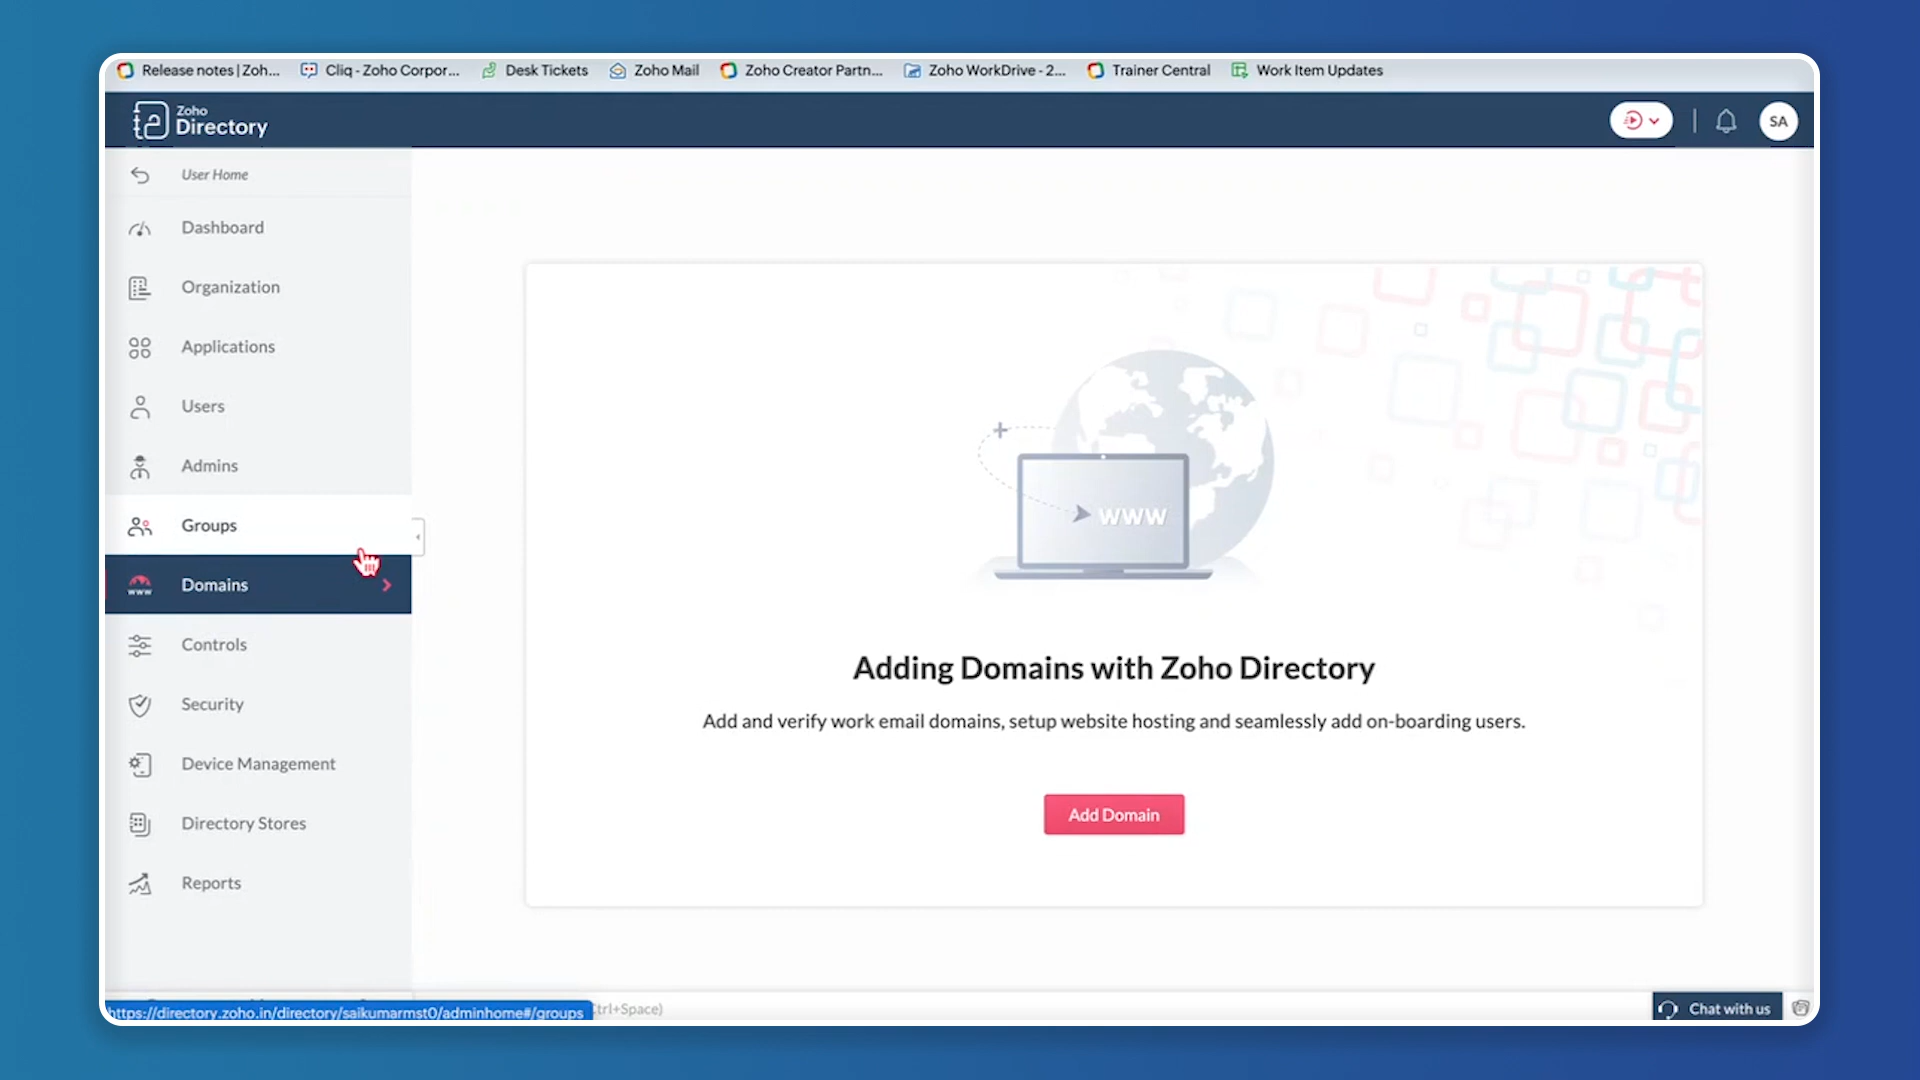 Release notes | Zoh...
Cliq - Zoho Corpor...
Desk Tickets
Zoho Mail
Zoho Creator Partn...
Zoho WorkDrive - 2...
Trainer Central
Work Item Updates
Zoho
Directory
SA
User Home
Dashboard
Organization
Applications
Users
Admins
Groups
Domains
Controls
Security
Device Management
Directory Stores
Reports
www
Adding Domains with Zoho Directory
Add and verify work email domains, setup website hosting and seamlessly add on-boarding users.
Add Domain
https://directory.zoho.in/directory/saikumarmst0/adminhome#/groups
Ctrl+Space)
Chat with us